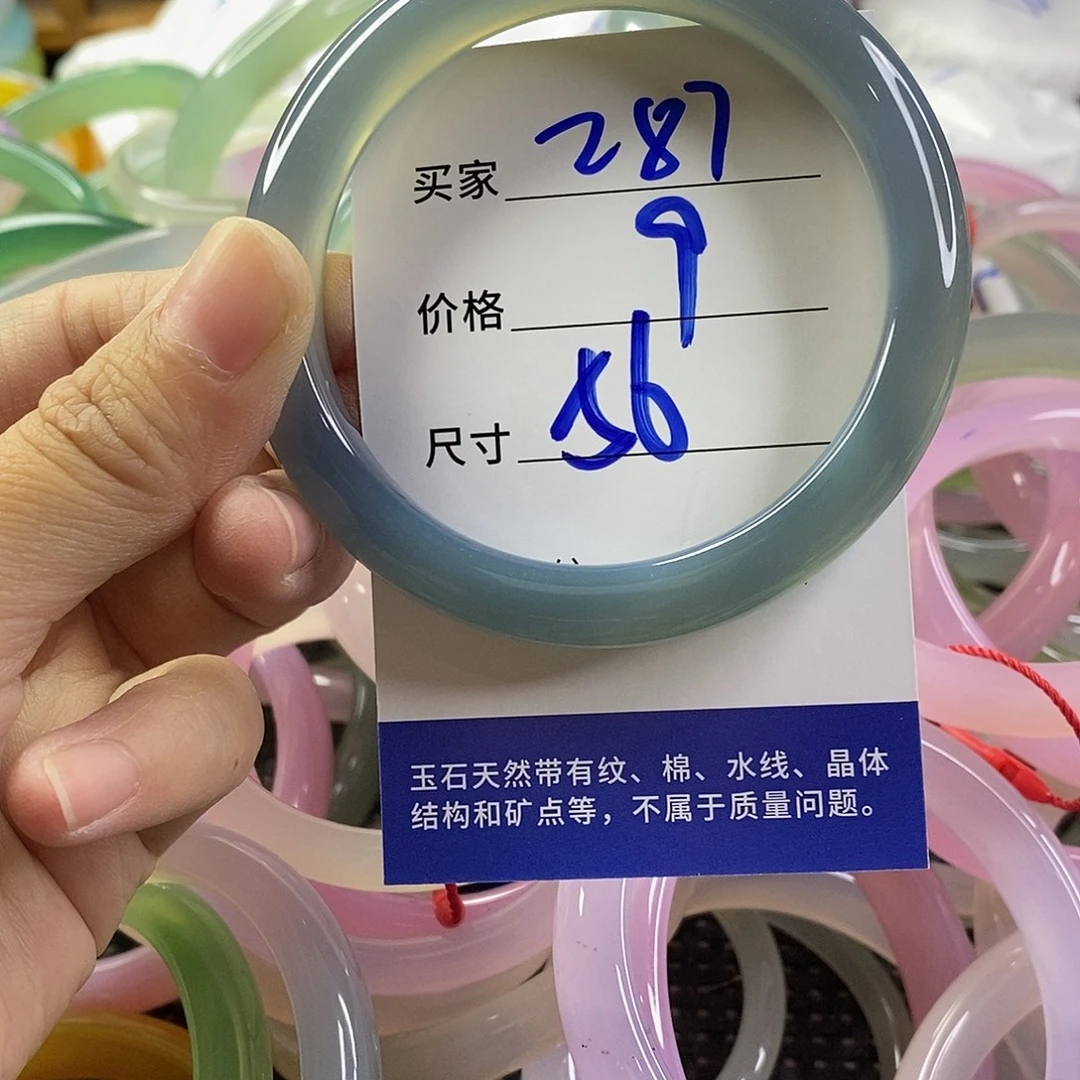 买家 287
价格 9
尺寸 56
玉石天然带有纹、棉、水线、晶体
结构和矿点等，不属于质量问题。